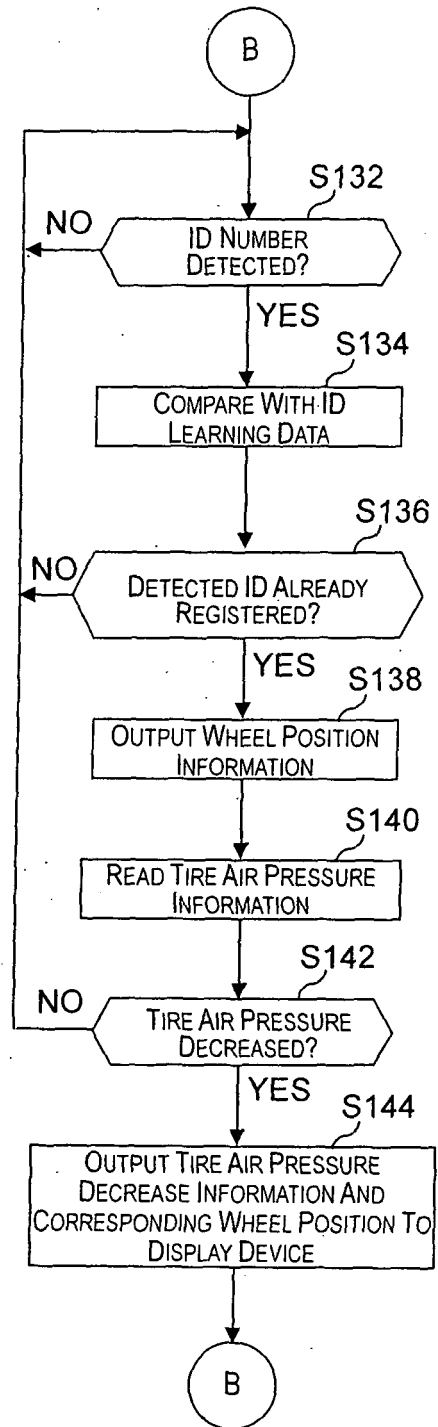 B
S132
NO
ID NUMBER
DETECTED?
YES
S134
COMPARE WITH ID
LEARNING DATA
S136
NO
DETECTED ID ALREADY
REGISTERED?
YES
S138
OUTPUT WHEEL POSITION
INFORMATION
S140
READ TIRE AIR PRESSURE
INFORMATION
S142
NO
TIRE AIR PRESSURE
DECREASED?
YES
S144
OUTPUT TIRE AIR PRESSURE
DECREASE INFORMATION AND
CORRESPONDING WHEEL POSITION TO
DISPLAY DEVICE
B